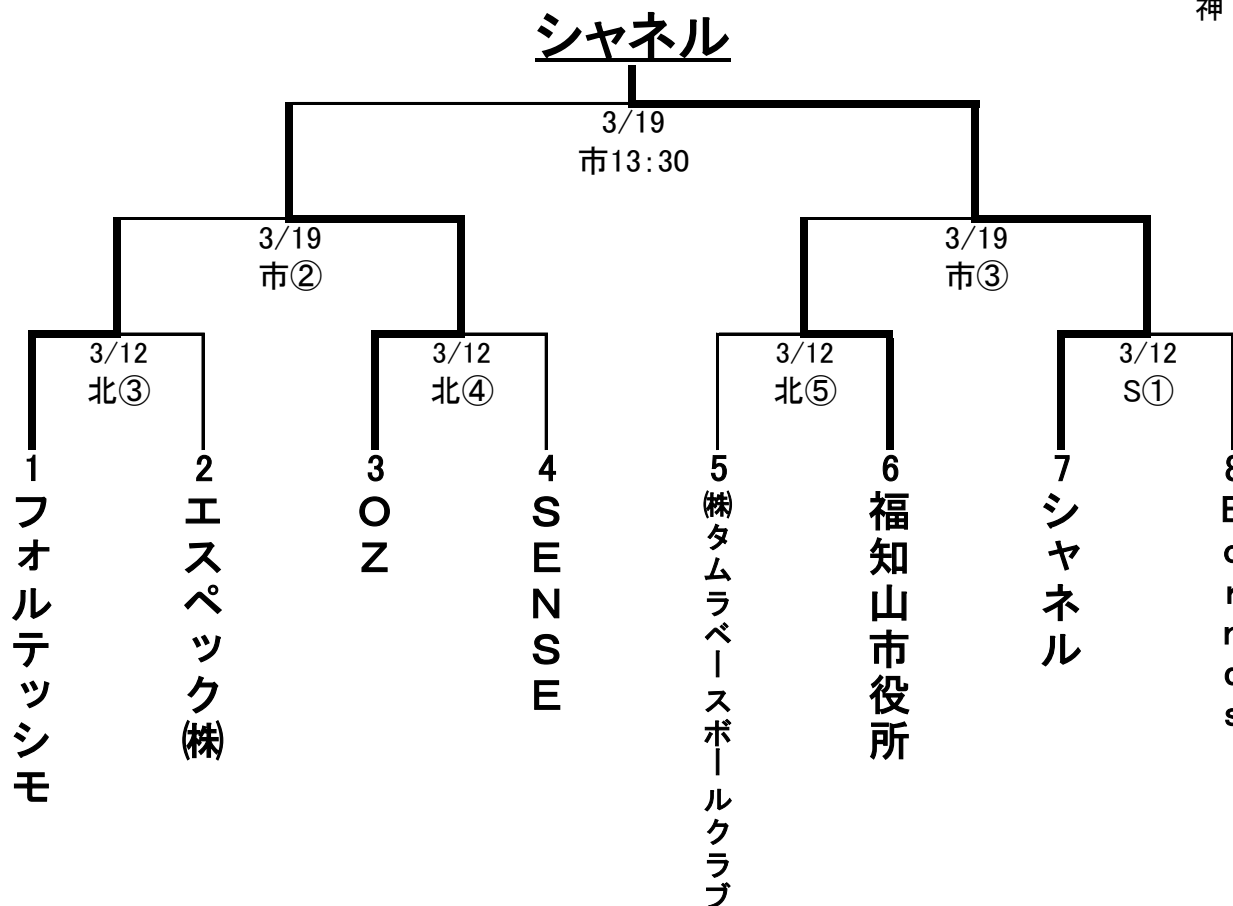 神
シャネル
3/19
市13:30
3/19
市②
3/19
市③
3/12
北③
3/12
北④
3/12
北⑤
3/12
S①
1
フォルテッシモ
2
エスペック㈱
3
ＯＺ
4
ＳＥＮＳＥ
5
㈱タムラベースボールクラブ
6
福知山市役所
7
シャネル
8